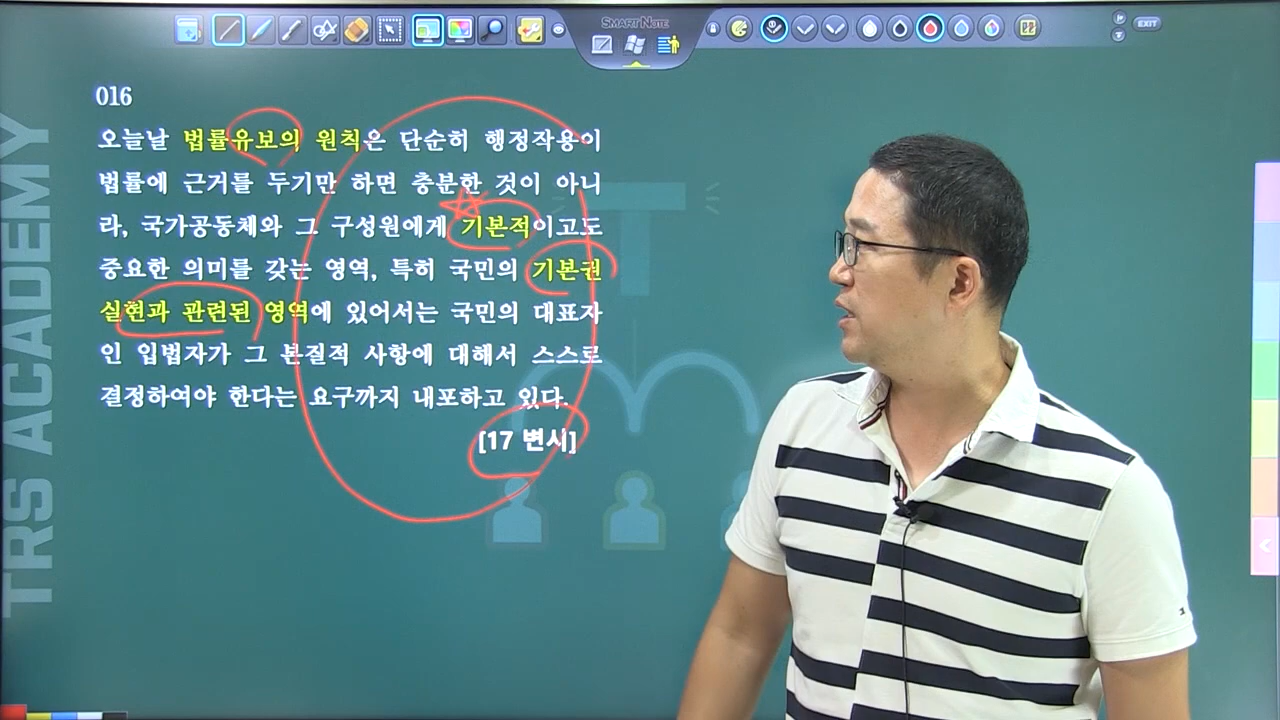 SMART NOTE
EXIT
016
오늘날 법률유보의 원칙은 단순히 행정작용이
법률에 근거를 두기만 하면 충분한 것이 아니
라, 국가공동체와 그 구성원에게 기본적이고도
중요한 의미를 갖는 영역, 특히 국민의 기본권
실현과 관련된 영역에 있어서는 국민의 대표자
인 입법자가 그 본질적 사항에 대해서 스스로
결정하여야 한다는 요구까지 내포하고 있다.
[17 변시]
TRS ACADEMY